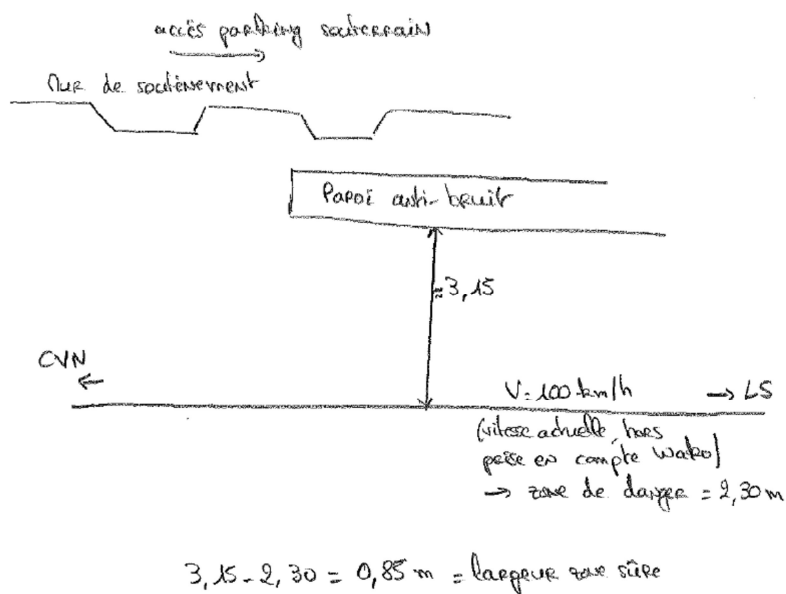 accès parking souterrain
Mur de soutènement
Paroi anti-bruit
≈ 3,15
CVN
V = 100 km/h
→ LS
(vitesse actuelle, hors
prise en compte Wako)
→ zone de danger = 2,30 m
3,15 - 2,30 = 0,85 m = largeur zone sûre